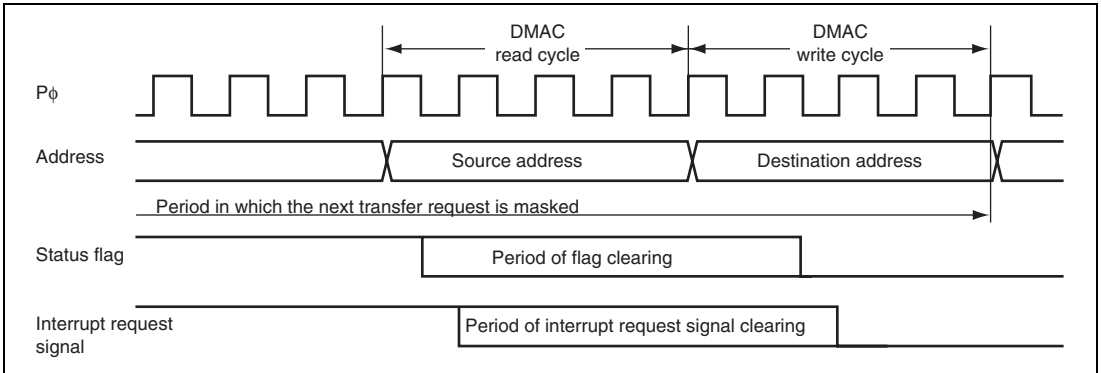 DMAC
read cycle
DMAC
write cycle
Pϕ
Address
Source address
Destination address
Period in which the next transfer request is masked
Status flag
Period of flag clearing
Interrupt request
signal
Period of interrupt request signal clearing